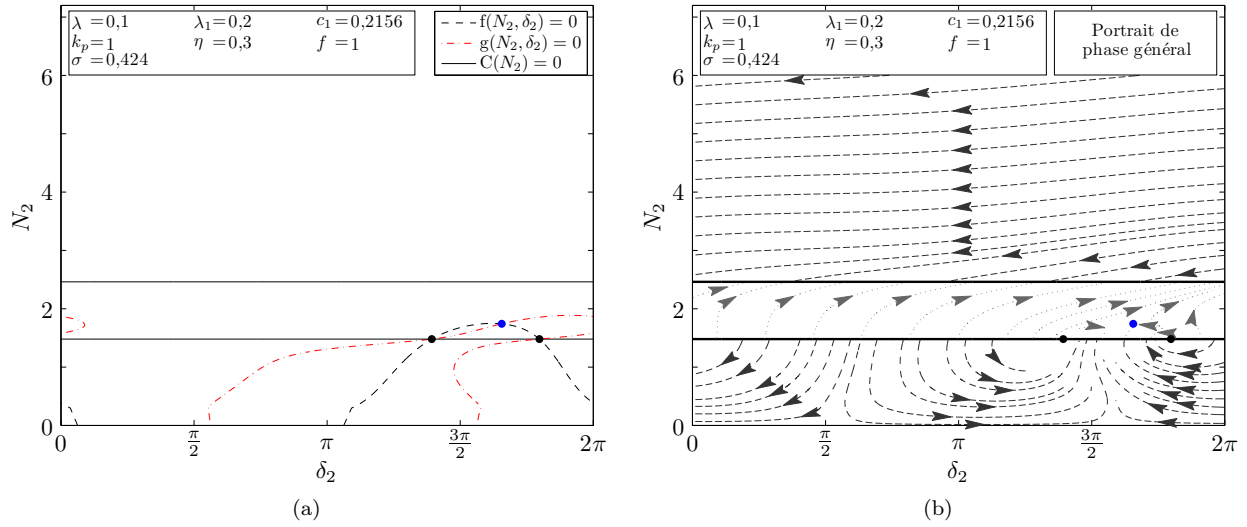 λ =0,1 λ₁=0,2 c₁=0,2156
kₚ=1 η =0,3 f =1
σ =0,424
f(N₂, δ₂) = 0
g(N₂, δ₂) = 0
C(N₂) = 0
6
4
2
0
N₂
0 π/2 π 3π/2 2π
δ₂
(a)
λ =0,1 λ₁=0,2 c₁=0,2156
kₚ=1 η =0,3 f =1
σ =0,424
Portrait de
phase général
6
4
2
0
N₂
0 π/2 π 3π/2 2π
δ₂
(b)